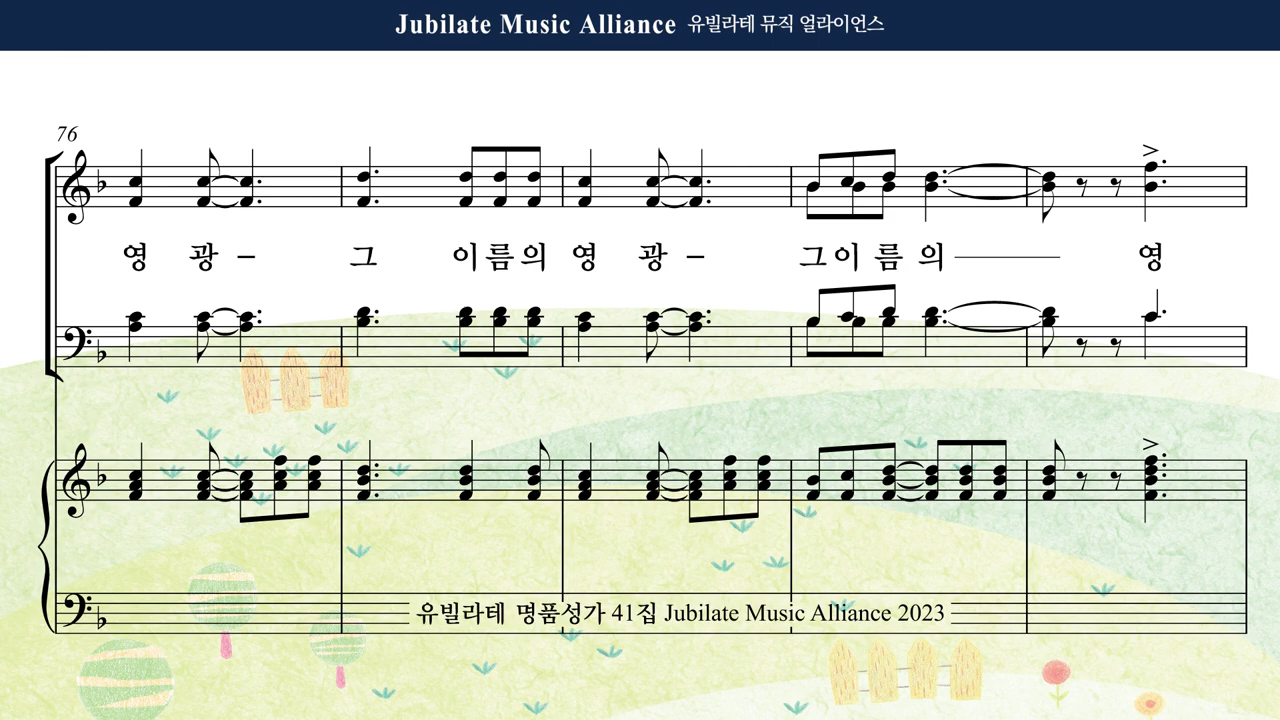 Jubilate Music Alliance 유빌라테 뮤직 얼라이언스
76
영 광 – 그 이름의 영 광 – 그이 름 의 영
유빌라테 명품성가 41집 Jubilate Music Alliance 2023